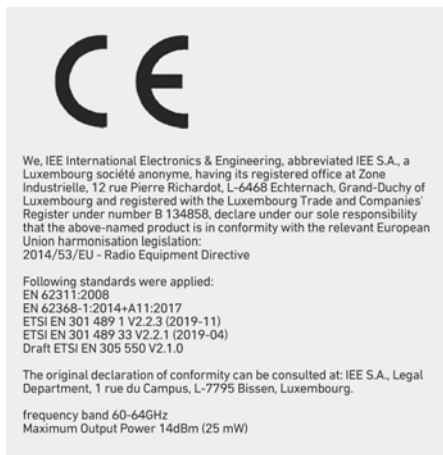 CE
We, IEE International Electronics & Engineering, abbreviated IEE S.A., a
Luxembourg société anonyme, having its registered office at Zone
Industrielle, 12 rue Pierre Richardot, L-6468 Echternach, Grand-Duchy of
Luxembourg and registered with the Luxembourg Trade and Companies'
Register under number B 134858, declare under our sole responsibility
that the above-named product is in conformity with the relevant European
Union harmonisation legislation:
2014/53/EU - Radio Equipment Directive
Following standards were applied:
EN 62311:2008
EN 62368-1:2014+A11:2017
ETSI EN 301 489 1 V2.2.3 (2019-11)
ETSI EN 301 489 33 V2.2.1 (2019-04)
Draft ETSI EN 305 550 V2.1.0
The original declaration of conformity can be consulted at: IEE S.A., Legal
Department, 1 rue du Campus, L-7795 Bissen, Luxembourg.
frequency band 60-64GHz
Maximum Output Power 14dBm (25 mW)